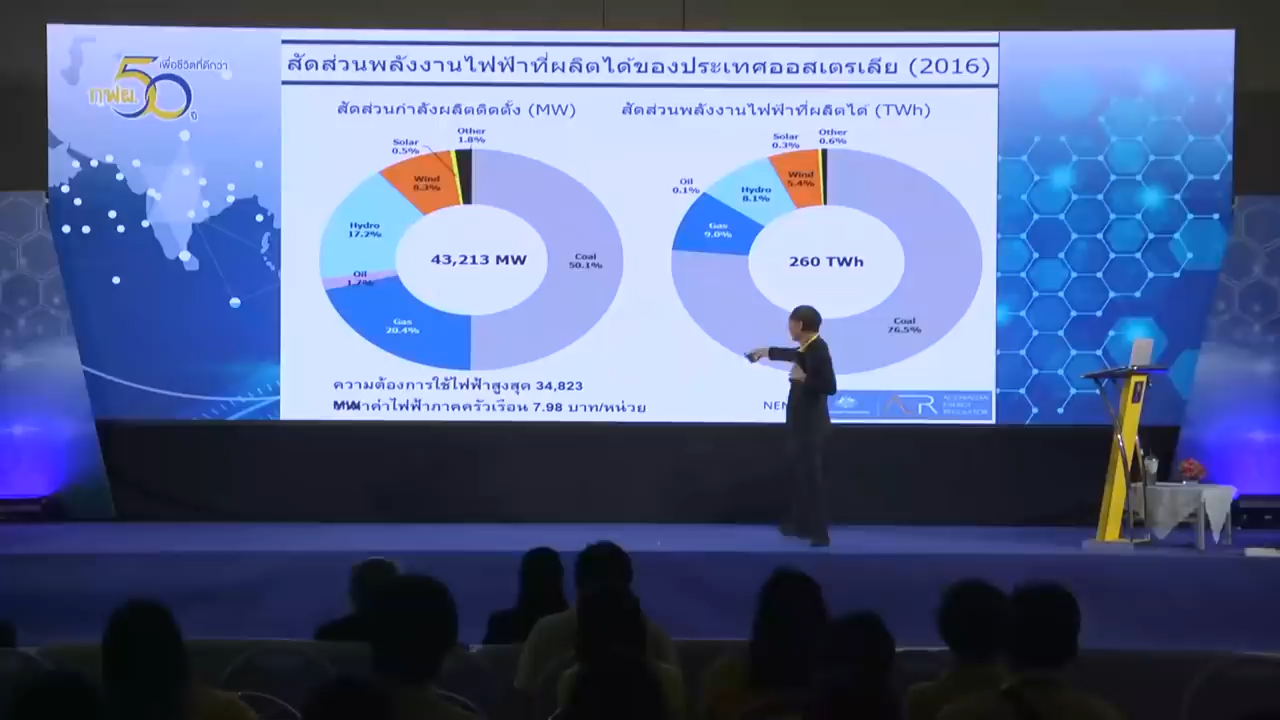 เพื่อชีวิตที่ดีกว่า
กฟผ. 50 ปี
สัดส่วนพลังงานไฟฟ้าที่ผลิตได้ของประเทศออสเตรเลีย (2016)
สัดส่วนกำลังผลิตติดตั้ง (MW)
Other
1.8%
Solar
0.5%
Wind
8.3%
Hydro
17.2%
Oil
1.7%
Gas
20.4%
Coal
50.1%
43,213 MW
สัดส่วนพลังงานไฟฟ้าที่ผลิตได้ (TWh)
Other
0.6%
Solar
0.3%
Wind
5.4%
Oil
0.1%
Hydro
8.1%
Gas
9.0%
Coal
76.5%
260 TWh
ความต้องการใช้ไฟฟ้าสูงสุด 34,823
MW
ค่าไฟฟ้าภาคครัวเรือน 7.98 บาท/หน่วย
AUSTRALIAN
ENERGY
REGULATOR